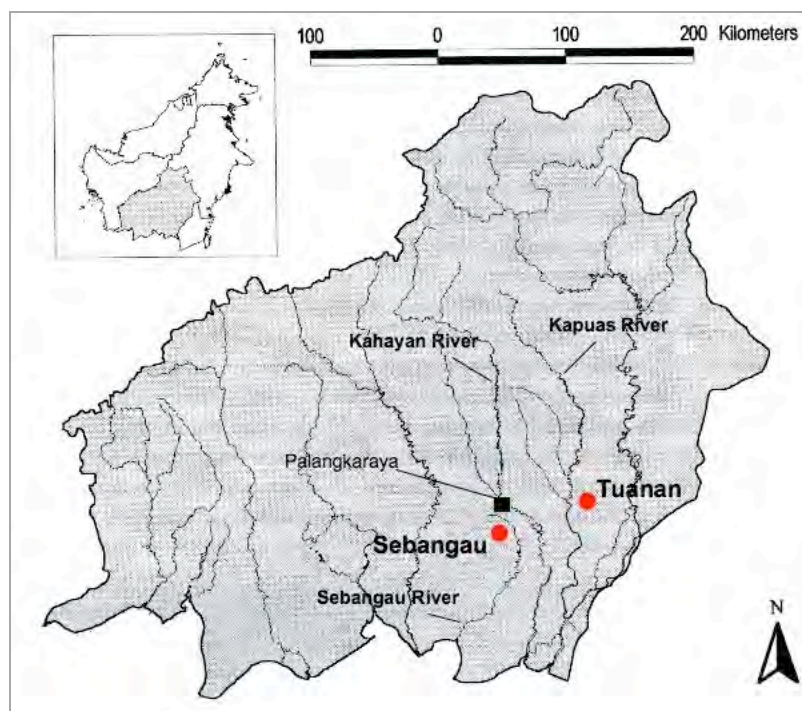 100 0 100 200 Kilometers
Kahayan River
Kapuas River
Palangkaraya
Tuanan
Sebangau
Sebangau River
N